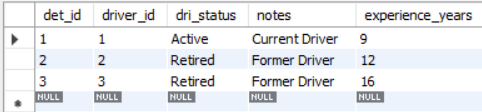 det_id driver_id dri_status notes experience_years
1 1 Active Current Driver 9
2 2 Retired Former Driver 12
3 3 Retired Former Driver 16
NULL NULL NULL NULL NULL